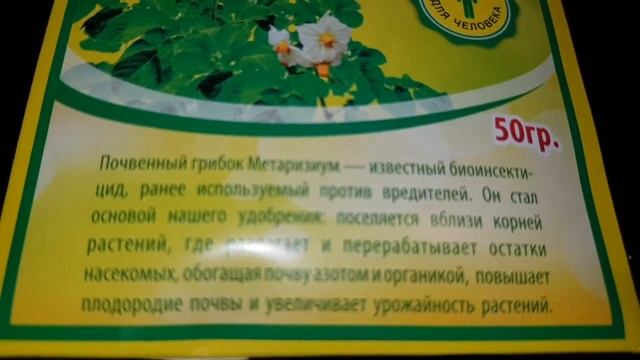 ДЛЯ ЧЕЛОВЕКА
50гр.
Почвенный грибок Метаризиум — известный биоинсекти-
цид, ранее используемый против вредителей. Он стал
основой нашего удобрения: поселяется вблизи корней
растений, где разлагает и перерабатывает остатки
насекомых, обогащая почву азотом и органикой, повышает
плодородие почвы и увеличивает урожайность растений.